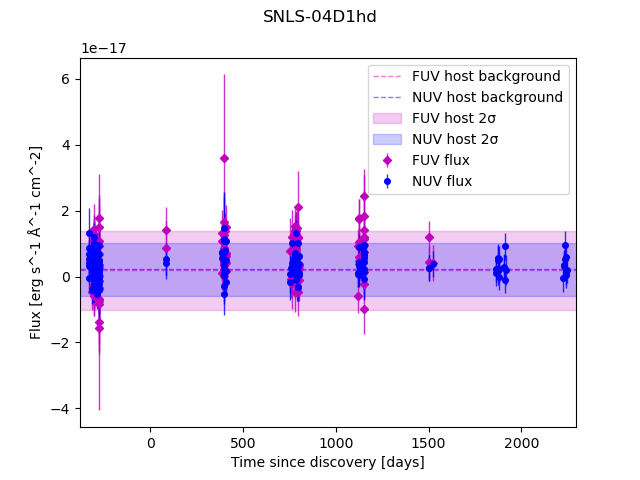 SNLS-04D1hd
1e−17
FUV host background
NUV host background
FUV host 2σ
NUV host 2σ
FUV flux
NUV flux
6
4
2
0
−2
−4
Flux [erg s^-1 Å^-1 cm^-2]
0
500
1000
1500
2000
Time since discovery [days]